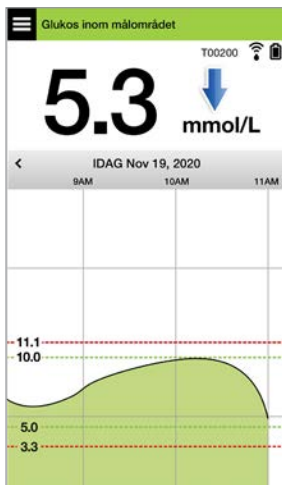 Glukos inom målområdet
T00200
5.3
mmol/L
< IDAG Nov 19, 2020
9AM 10AM 11AM
11.1
10.0
5.0
3.3